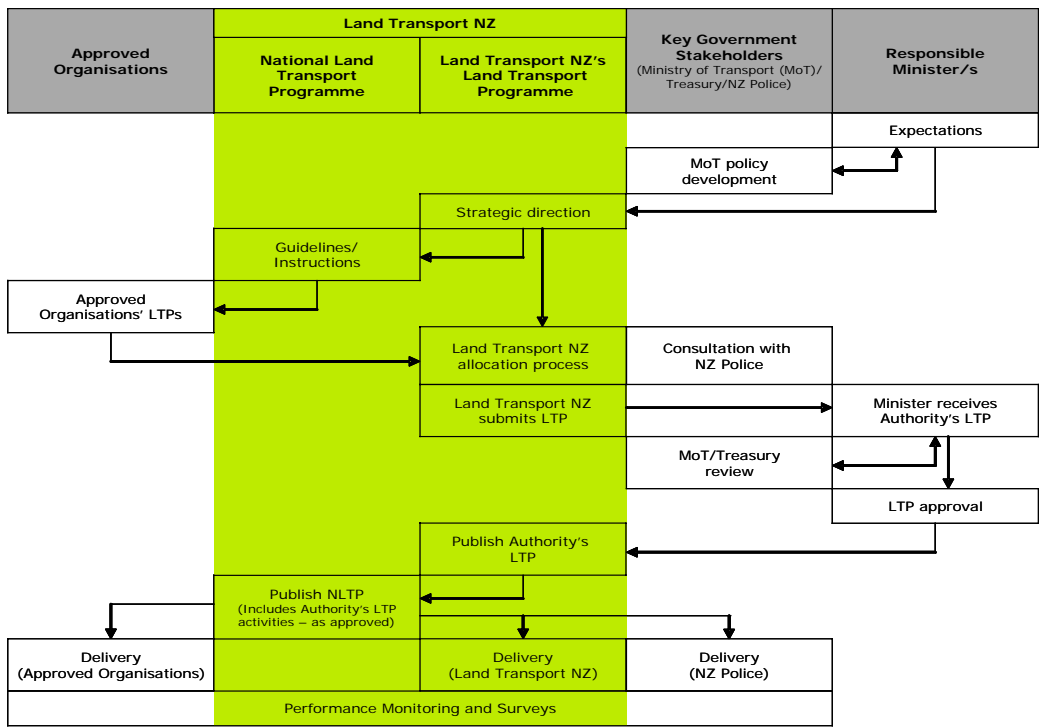 Approved
Organisations
Land Transport NZ
National Land
Transport
Programme
Land Transport NZ's
Land Transport
Programme
Key Government
Stakeholders
(Ministry of Transport (MoT)/
Treasury/NZ Police)
Responsible
Minister/s
Expectations
MoT policy
development
Strategic direction
Guidelines/
Instructions
Approved
Organisations' LTPs
Land Transport NZ
allocation process
Consultation with
NZ Police
Land Transport NZ
submits LTP
Minister receives
Authority's LTP
MoT/Treasury
review
LTP approval
Publish Authority's
LTP
Publish NLTP
(Includes Authority's LTP
activities – as approved)
Delivery
(Approved Organisations)
Delivery
(Land Transport NZ)
Delivery
(NZ Police)
Performance Monitoring and Surveys